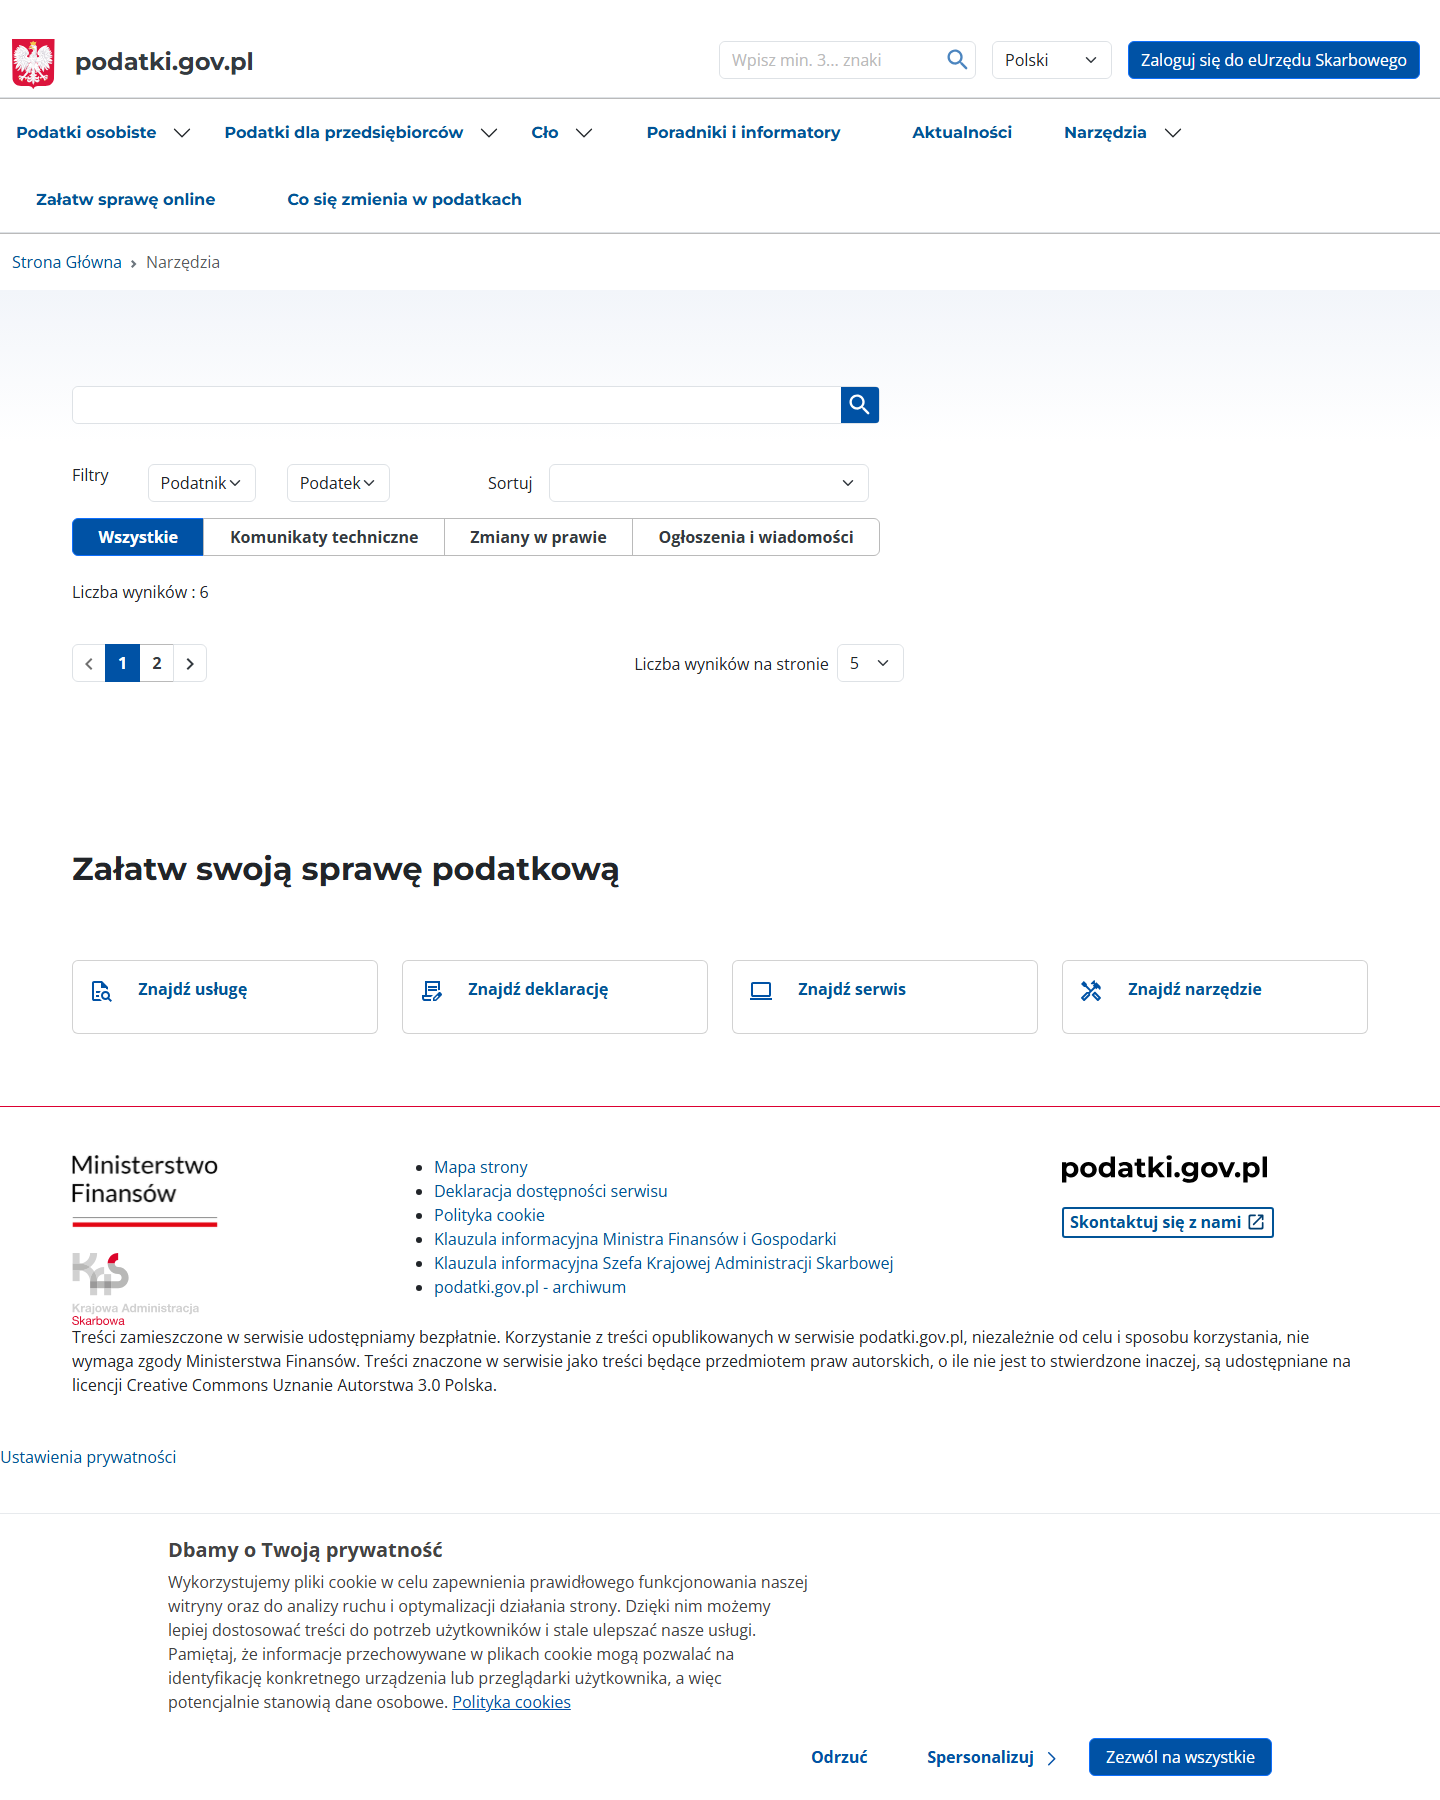 podatki.gov.pl
Wpisz min. 3... znaki
Polski
Zaloguj się do eUrzędu Skarbowego
Podatki osobiste
Podatki dla przedsiębiorców
Cło
Poradniki i informatory
Aktualności
Narzędzia
Załatw sprawę online
Co się zmienia w podatkach
Strona Główna › Narzędzia
Filtry
Podatnik
Podatek
Sortuj
Wszystkie
Komunikaty techniczne
Zmiany w prawie
Ogłoszenia i wiadomości
Liczba wyników : 6
1
2
Liczba wyników na stronie
5
Załatw swoją sprawę podatkową
Znajdź usługę
Znajdź deklarację
Znajdź serwis
Znajdź narzędzie
Ministerstwo
Finansów
KAS
Krajowa Administracja
Skarbowa
Mapa strony
Deklaracja dostępności serwisu
Polityka cookie
Klauzula informacyjna Ministra Finansów i Gospodarki
Klauzula informacyjna Szefa Krajowej Administracji Skarbowej
podatki.gov.pl - archiwum
podatki.gov.pl
Skontaktuj się z nami
Treści zamieszczone w serwisie udostępniamy bezpłatnie. Korzystanie z treści opublikowanych w serwisie podatki.gov.pl, niezależnie od celu i sposobu korzystania, nie
wymaga zgody Ministerstwa Finansów. Treści znaczone w serwisie jako treści będące przedmiotem praw autorskich, o ile nie jest to stwierdzone inaczej, są udostępniane na
licencji Creative Commons Uznanie Autorstwa 3.0 Polska.
Ustawienia prywatności
Dbamy o Twoją prywatność
Wykorzystujemy pliki cookie w celu zapewnienia prawidłowego funkcjonowania naszej
witryny oraz do analizy ruchu i optymalizacji działania strony. Dzięki nim możemy
lepiej dostosować treści do potrzeb użytkowników i stale ulepszać nasze usługi.
Pamiętaj, że informacje przechowywane w plikach cookie mogą pozwalać na
identyfikację konkretnego urządzenia lub przeglądarki użytkownika, a więc
potencjalnie stanowią dane osobowe. Polityka cookies
Odrzuć
Spersonalizuj
Zezwól na wszystkie